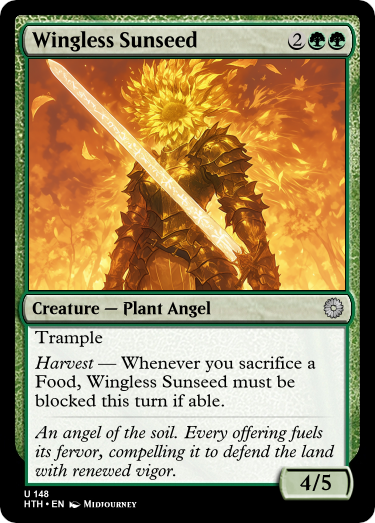 Wingless Sunseed 2
Creature — Plant Angel
Trample
Harvest — Whenever you sacrifice a
Food, Wingless Sunseed must be
blocked this turn if able.
An angel of the soil. Every offering fuels
its fervor, compelling it to defend the land
with renewed vigor.
4/5
U 148
HTH • EN Midjourney